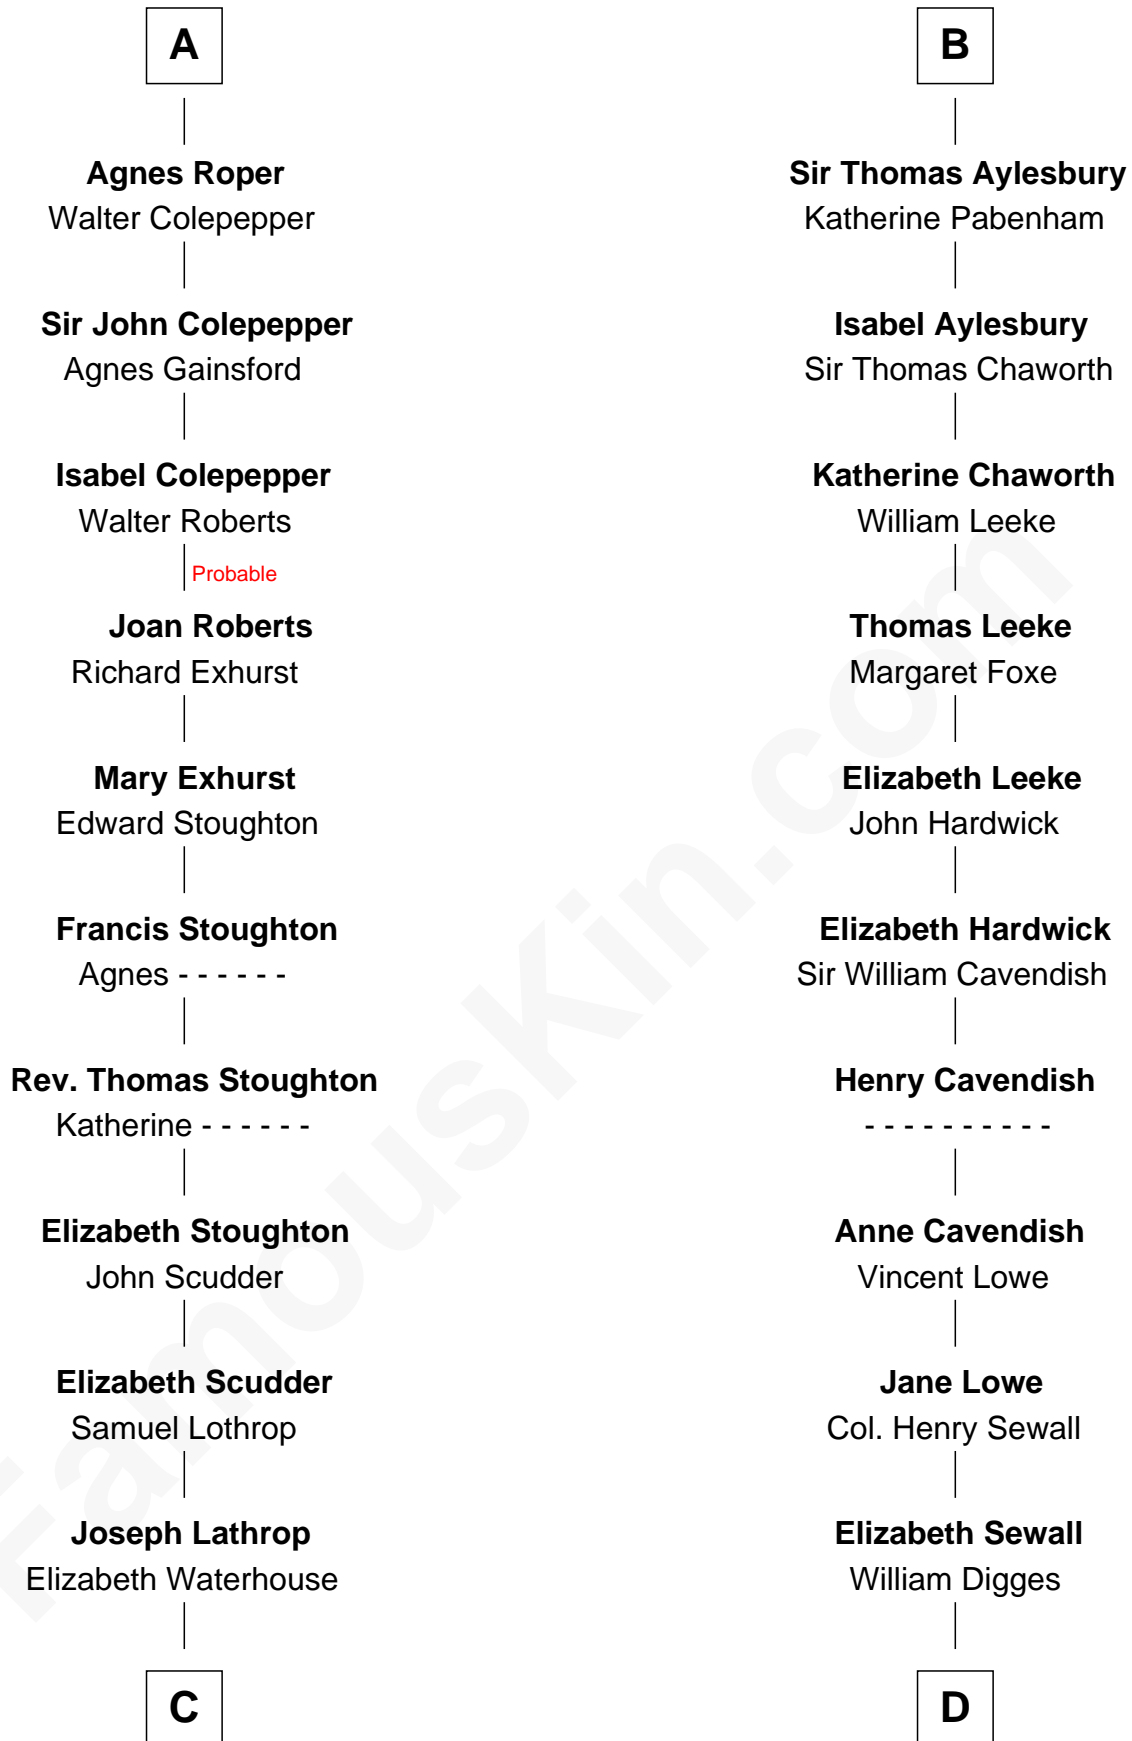 A
Agnes Roper
Walter Colepepper
Sir John Colepepper
Agnes Gainsford
Isabel Colepepper
Walter Roberts
Probable
Joan Roberts
Richard Exhurst
Mary Exhurst
Edward Stoughton
Francis Stoughton
Agnes - - - - - -
Rev. Thomas Stoughton
Katherine - - - - - -
Elizabeth Stoughton
John Scudder
Elizabeth Scudder
Samuel Lothrop
Joseph Lathrop
Elizabeth Waterhouse
C
B
Sir Thomas Aylesbury
Katherine Pabenham
Isabel Aylesbury
Sir Thomas Chaworth
Katherine Chaworth
William Leeke
Thomas Leeke
Margaret Foxe
Elizabeth Leeke
John Hardwick
Elizabeth Hardwick
Sir William Cavendish
Henry Cavendish
- - - - - - - - - -
Anne Cavendish
Vincent Lowe
Jane Lowe
Col. Henry Sewall
Elizabeth Sewall
William Digges
D
FamousKin.com